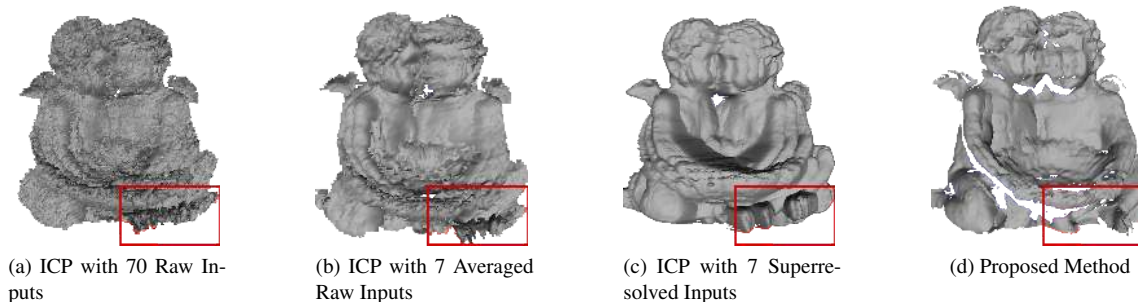 (a) ICP with 70 Raw In-
puts
(b) ICP with 7 Averaged
Raw Inputs
(c) ICP with 7 Superre-
solved Inputs
(d) Proposed Method